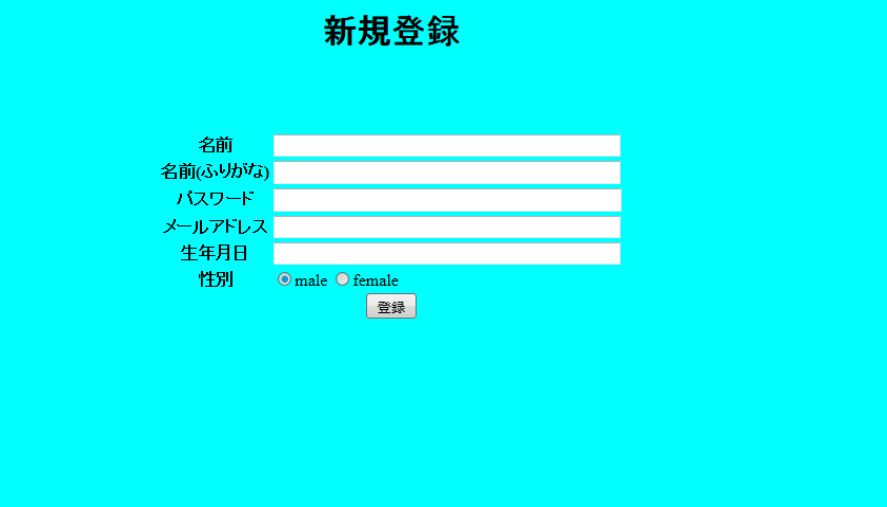 新規登録
名前
名前(ふりがな)
パスワード
メールアドレス
生年月日
性別 male female
登録